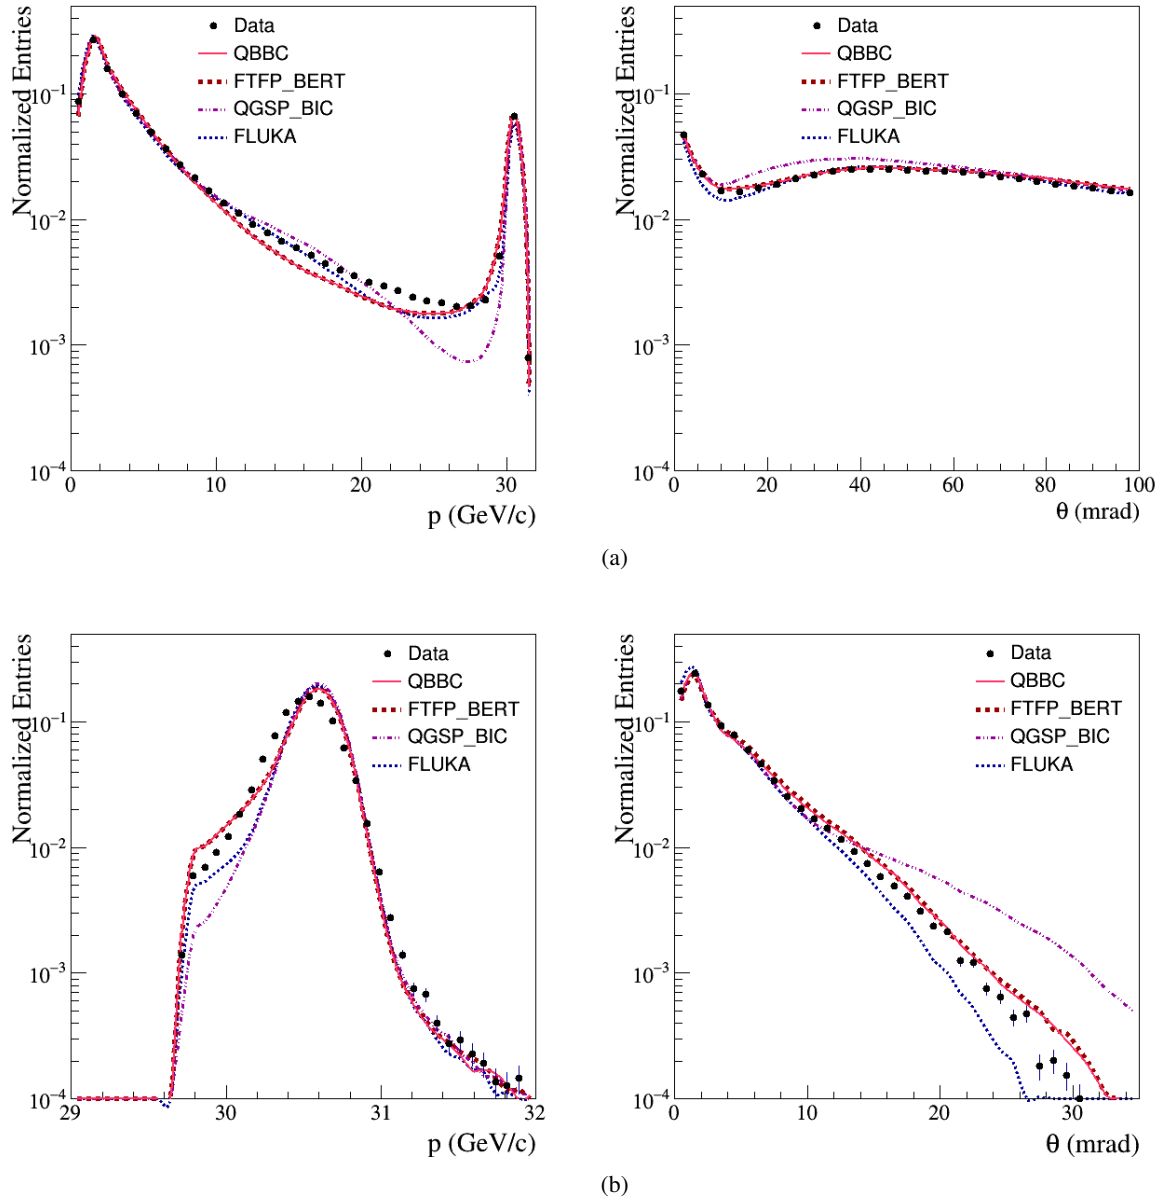 Normalized Entries
Data
QBBC
FTFP_BERT
QGSP_BIC
FLUKA
10−1
10−2
10−3
10−4
0 10 20 30
p (GeV/c)
Normalized Entries
Data
QBBC
FTFP_BERT
QGSP_BIC
FLUKA
10−1
10−2
10−3
10−4
0 20 40 60 80 100
θ (mrad)
(a)
Normalized Entries
Data
QBBC
FTFP_BERT
QGSP_BIC
FLUKA
10−1
10−2
10−3
10−4
29 30 31 32
p (GeV/c)
Normalized Entries
Data
QBBC
FTFP_BERT
QGSP_BIC
FLUKA
10−1
10−2
10−3
10−4
0 10 20 30
θ (mrad)
(b)